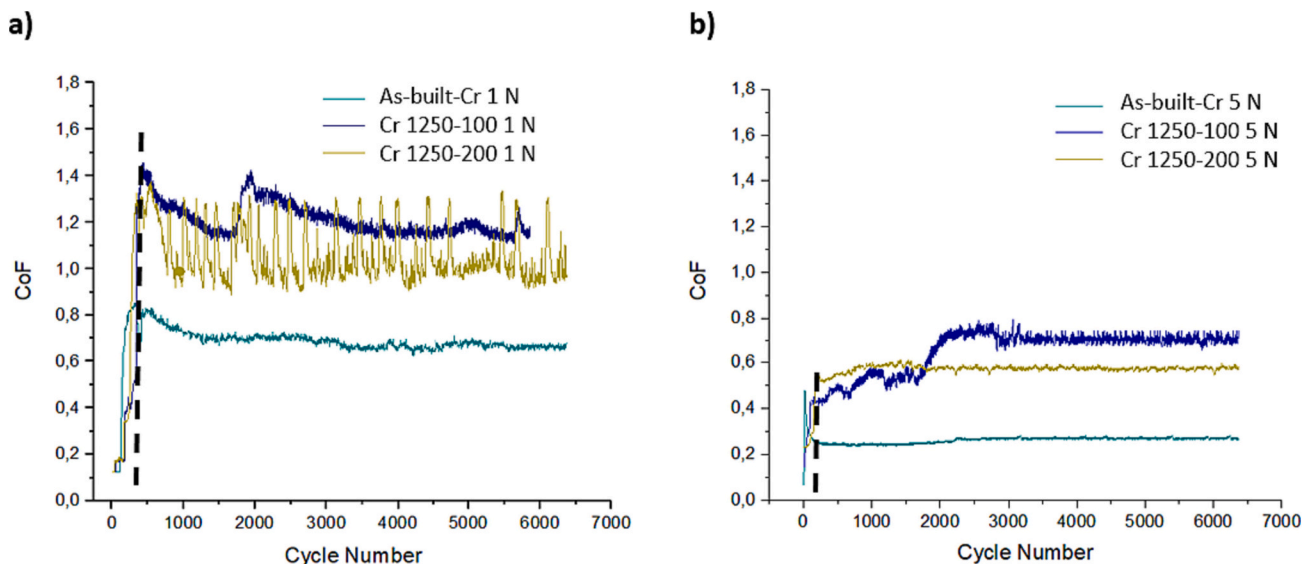 a)
1,8
1,6
1,4
1,2
1,0
0,8
0,6
0,4
0,2
0,0
CoF
As-built-Cr 1 N
Cr 1250-100 1 N
Cr 1250-200 1 N
0 1000 2000 3000 4000 5000 6000 7000
Cycle Number
b)
1,8
1,6
1,4
1,2
1,0
0,8
0,6
0,4
0,2
0,0
CoF
As-built-Cr 5 N
Cr 1250-100 5 N
Cr 1250-200 5 N
0 1000 2000 3000 4000 5000 6000 7000
Cycle Number